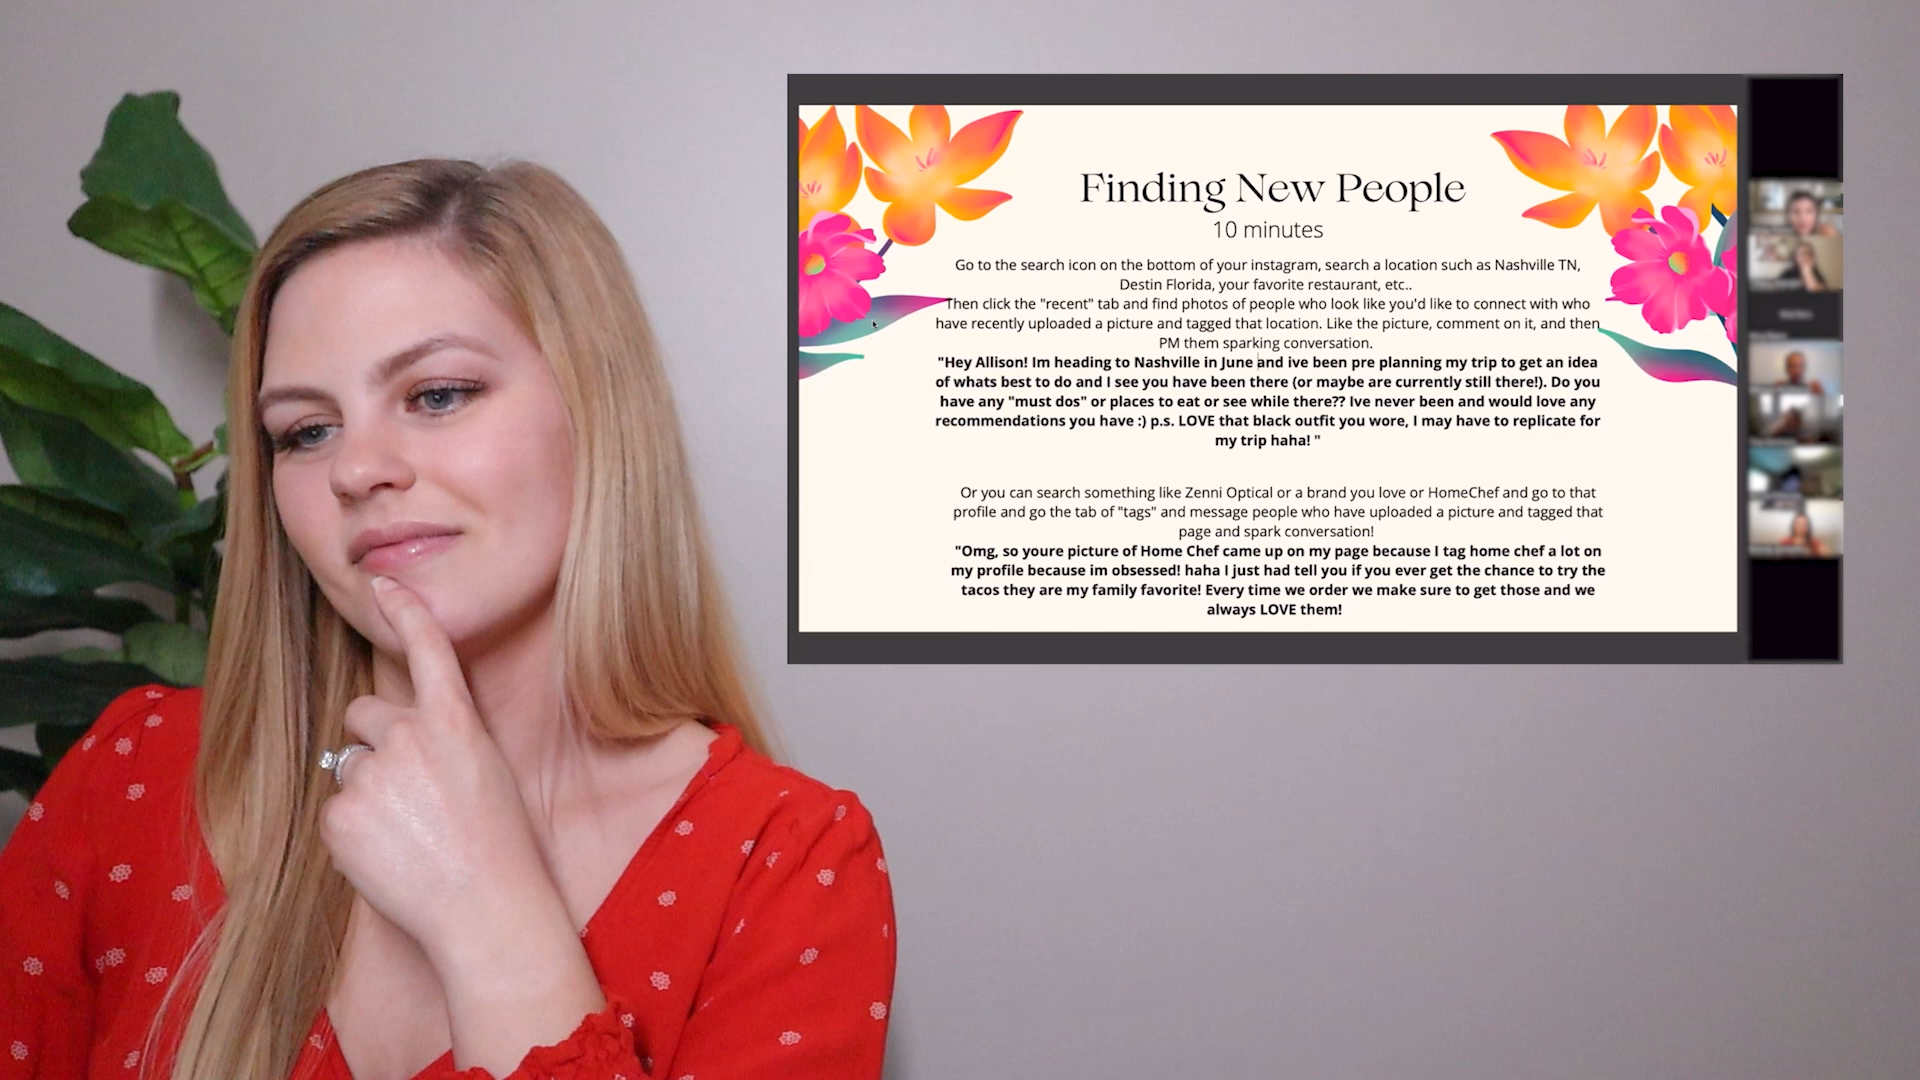 Finding New People
10 minutes
Go to the search icon on the bottom of your instagram, search a location such as Nashville TN,
Destin Florida, your favorite restaurant, etc..
Then click the "recent" tab and find photos of people who look like you'd like to connect with who
have recently uploaded a picture and tagged that location. Like the picture, comment on it, and then
PM them sparking conversation.
"Hey Allison! Im heading to Nashville in June and ive been pre planning my trip to get an idea
of whats best to do and I see you have been there (or maybe are currently still there!). Do you
have any "must dos" or places to eat or see while there?? Ive never been and would love any
recommendations you have :) p.s. LOVE that black outfit you wore, I may have to replicate for
my trip haha! "
Or you can search something like Zenni Optical or a brand you love or HomeChef and go to that
profile and go the tab of "tags" and message people who have uploaded a picture and tagged that
page and spark conversation!
"Omg, so youre picture of Home Chef came up on my page because I tag home chef a lot on
my profile because im obsessed! haha I just had tell you if you ever get the chance to try the
tacos they are my family favorite! Every time we order we make sure to get those and we
always LOVE them!